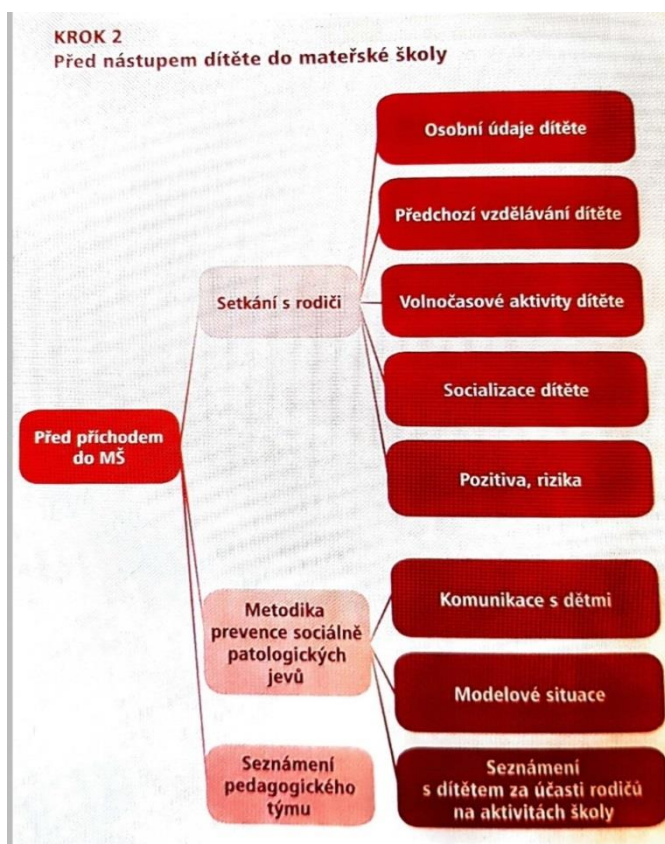 KROK 2
Před nástupem dítěte do mateřské školy
Osobní údaje dítěte
Předchozí vzdělávání dítěte
Setkání s rodiči
Volnočasové aktivity dítěte
Socializace dítěte
Před příchodem
do MŠ
Pozitiva, rizika
Metodika
prevence sociálně
patologických
jevů
Komunikace s dětmi
Modelové situace
Seznámení
pedagogického
týmu
Seznámení
s dítětem za účasti rodičů
na aktivitách školy